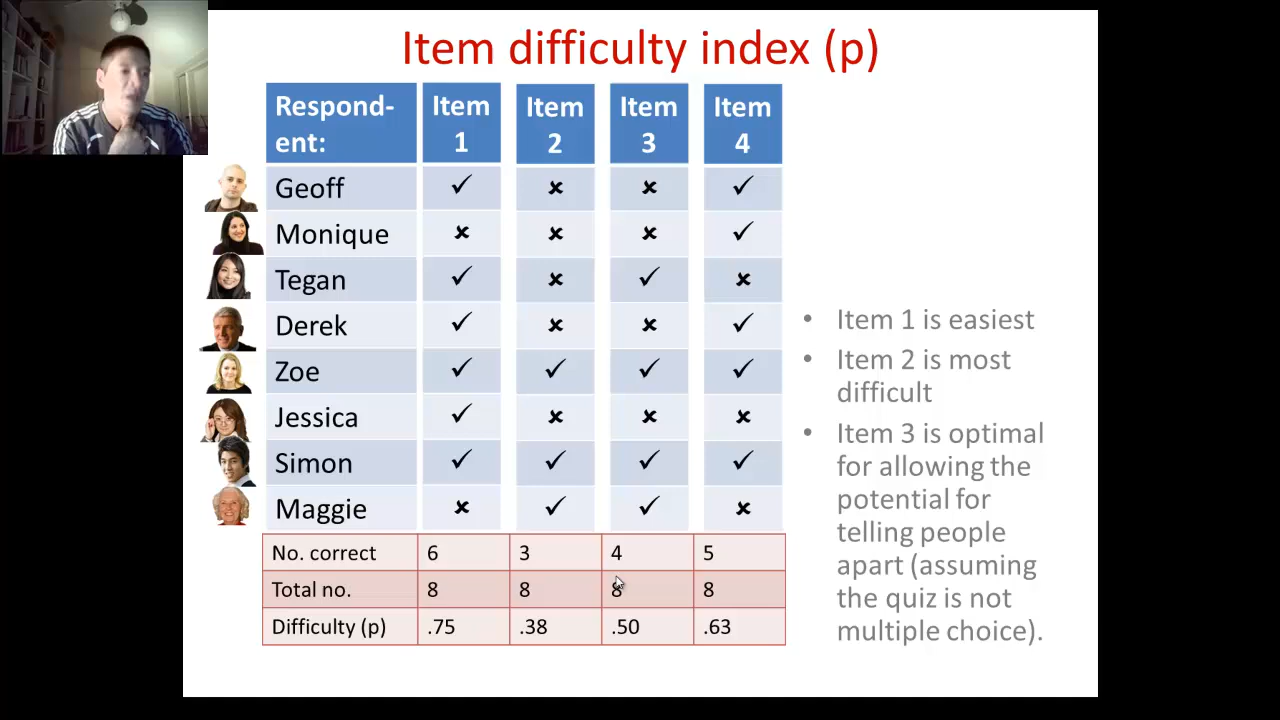 Item difficulty index (p)
Respond- Item Item Item Item
ent: 1 2 3 4
Geoff ✓ ✗ ✗ ✓
Monique ✗ ✗ ✗ ✓
Tegan ✓ ✗ ✓ ✗
Derek ✓ ✗ ✗ ✓
Zoe ✓ ✓ ✓ ✓
Jessica ✓ ✗ ✗ ✗
Simon ✓ ✓ ✓ ✓
Maggie ✗ ✓ ✓ ✗
No. correct 6 3 4 5
Total no. 8 8 8 8
Difficulty (p) .75 .38 .50 .63
• Item 1 is easiest
• Item 2 is most
difficult
• Item 3 is optimal
for allowing the
potential for
telling people
apart (assuming
the quiz is not
multiple choice).